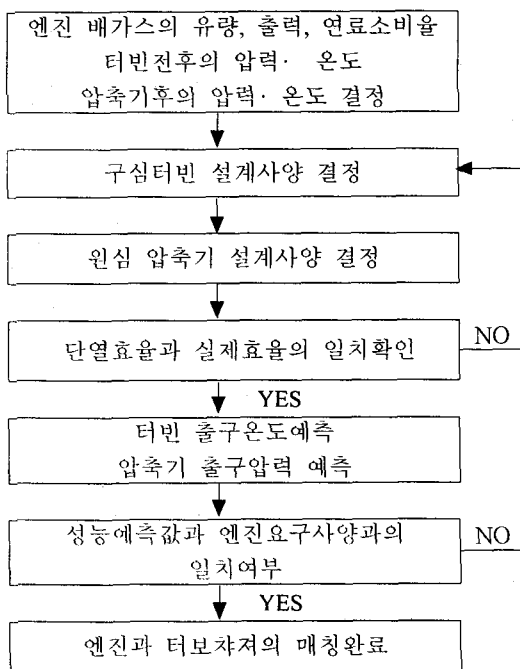 엔진 배가스의 유량, 출력, 연료소비율
터빈전후의 압력· 온도
압축기후의 압력· 온도 결정
구심터빈 설계사양 결정
원심 압축기 설계사양 결정
단열효율과 실제효율의 일치확인
NO
YES
터빈 출구온도예측
압축기 출구압력 예측
성능예측값과 엔진요구사양과의
일치여부
NO
YES
엔진과 터보챠져의 매칭완료